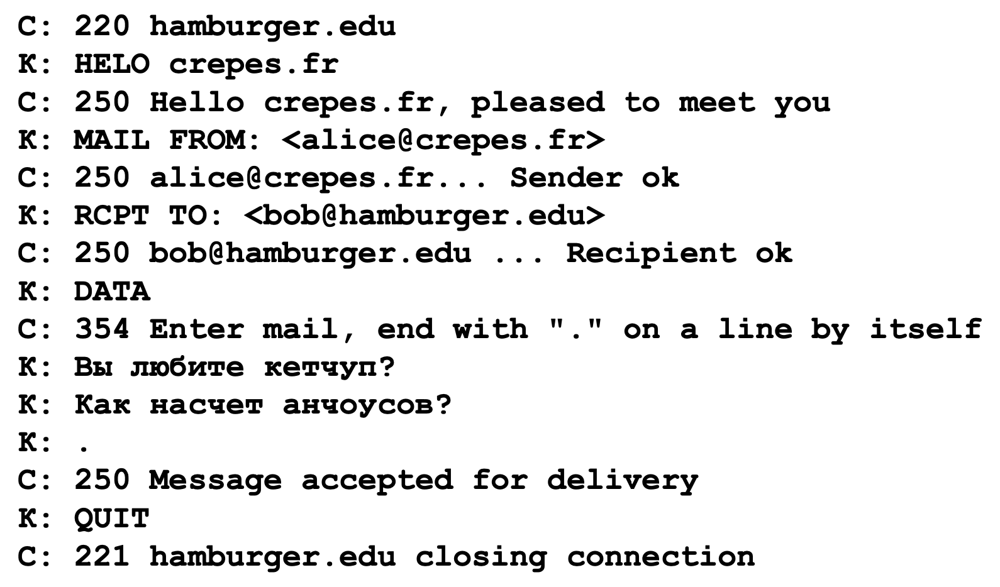 С: 220 hamburger.edu
К: HELO crepes.fr
С: 250 Hello crepes.fr, pleased to meet you
К: MAIL FROM: <alice@crepes.fr>
С: 250 alice@crepes.fr... Sender ok
К: RCPT TO: <bob@hamburger.edu>
С: 250 bob@hamburger.edu ... Recipient ok
К: DATA
С: 354 Enter mail, end with "." on a line by itself
К: Вы любите кетчуп?
К: Как насчет анчоусов?
К: .
С: 250 Message accepted for delivery
К: QUIT
С: 221 hamburger.edu closing connection